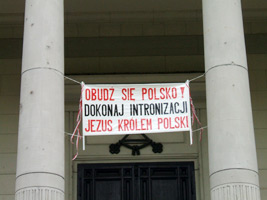 OBUDŹ SIĘ POLSKO!
DOKONAJ INTRONIZACJI
JEZUS KRÓLEM POLSKI